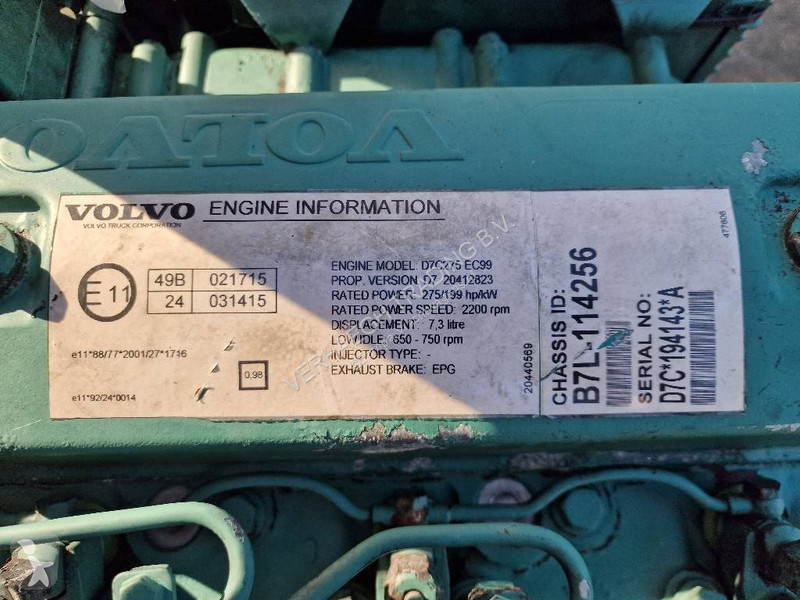 VOLVO
VOLVO
VOLVO TRUCK CORPORATION
ENGINE INFORMATION
E11
49B 021715
24 031415
e11*88/77*2001/27*1716
0.98
e11*92/24*0014
ENGINE MODEL: D7C275 EC99
PROP. VERSION: D7 20412823
RATED POWER: 275/199 hp/kW
RATED POWER SPEED: 2200 rpm
DISPLACEMENT: 7,3 litre
LOW IDLE: 650 - 750 rpm
INJECTOR TYPE: -
EXHAUST BRAKE: EPG
20440569
CHASSIS ID:
B7L-114256
SERIAL NO:
D7C*194143*A
477606
B.V.